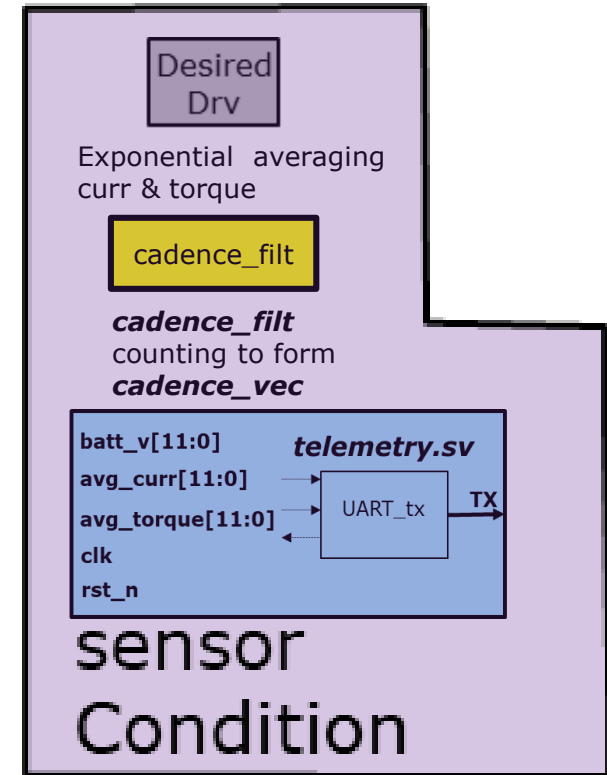 Desired
Drv
Exponential averaging
curr & torque
cadence_filt
cadence_filt
counting to form
cadence_vec
batt_v[11:0]
telemetry.sv
avg_curr[11:0]
avg_torque[11:0]
UART_tx
TX
clk
rst_n
sensor
Condition